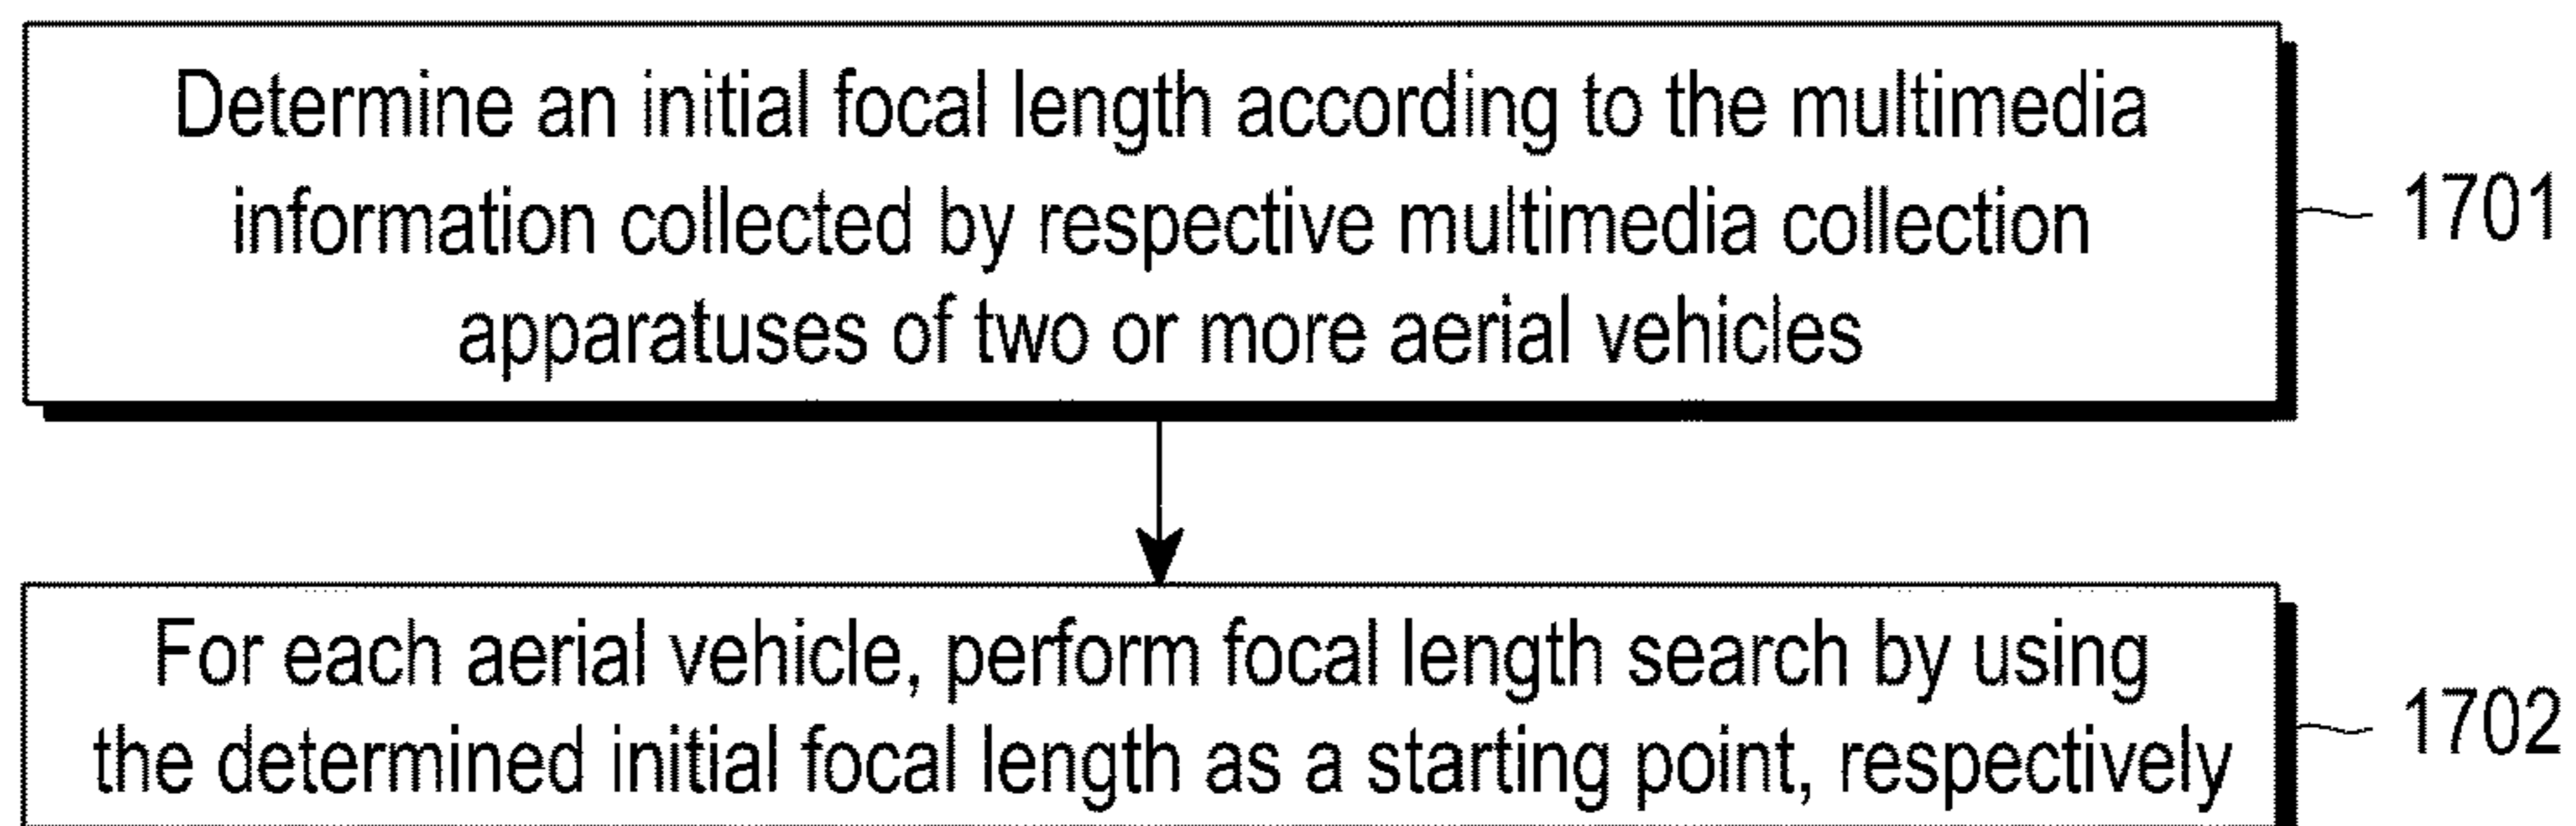 Determine an initial focal length according to the multimedia
information collected by respective multimedia collection
apparatuses of two or more aerial vehicles
1701
For each aerial vehicle, perform focal length search by using
the determined initial focal length as a starting point, respectively
1702